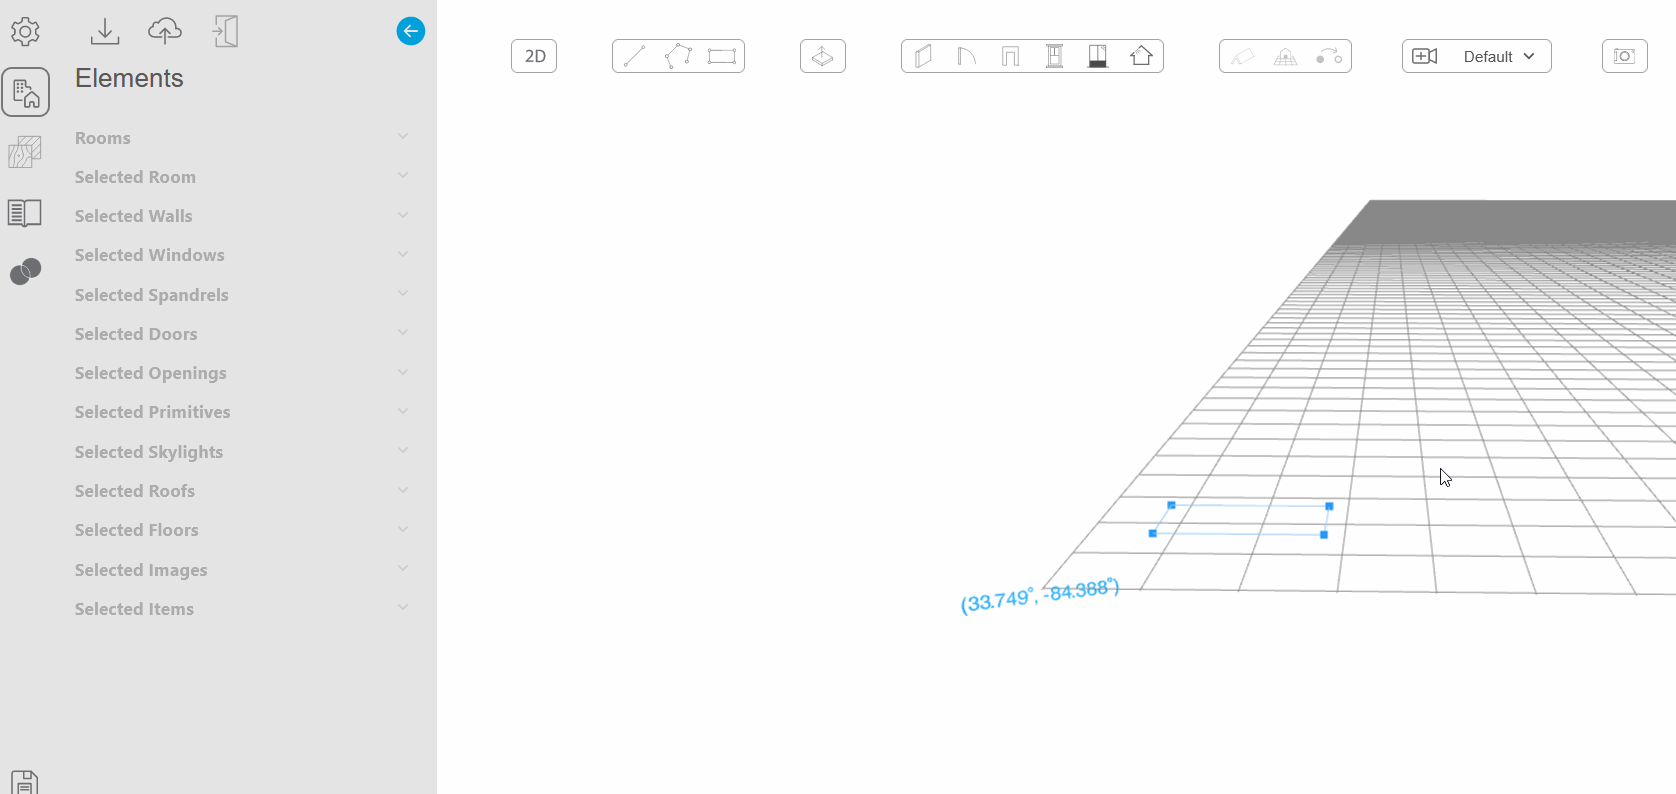 2D
Default
Elements
Rooms
Selected Room
Selected Walls
Selected Windows
Selected Spandrels
Selected Doors
Selected Openings
Selected Primitives
Selected Skylights
Selected Roofs
Selected Floors
Selected Images
Selected Items
(33.749°, -84.388°)